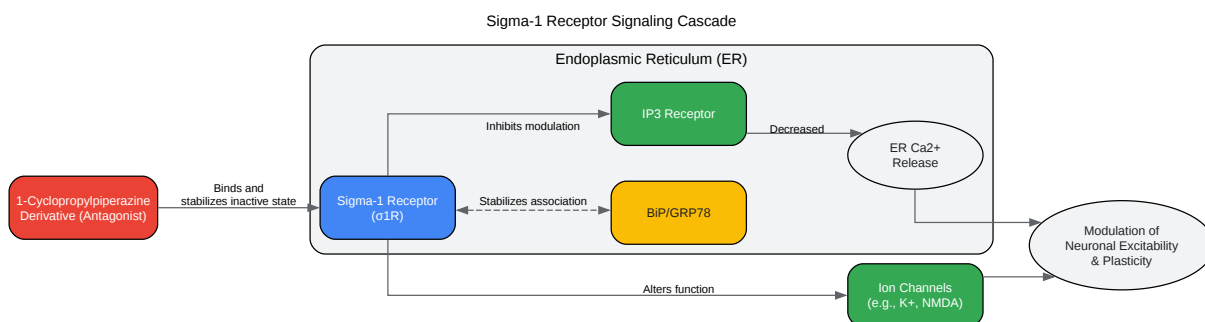 Sigma-1 Receptor Signaling Cascade
Endoplasmic Reticulum (ER)
IP3 Receptor
Inhibits modulation
Decreased
ER Ca2+
Release
1-Cyclopropylpiperazine
Derivative (Antagonist)
Binds and
stabilizes inactive state
Sigma-1 Receptor
(σ1R)
Stabilizes association
BiP/GRP78
Modulation of
Neuronal Excitability
& Plasticity
Alters function
Ion Channels
(e.g., K+, NMDA)